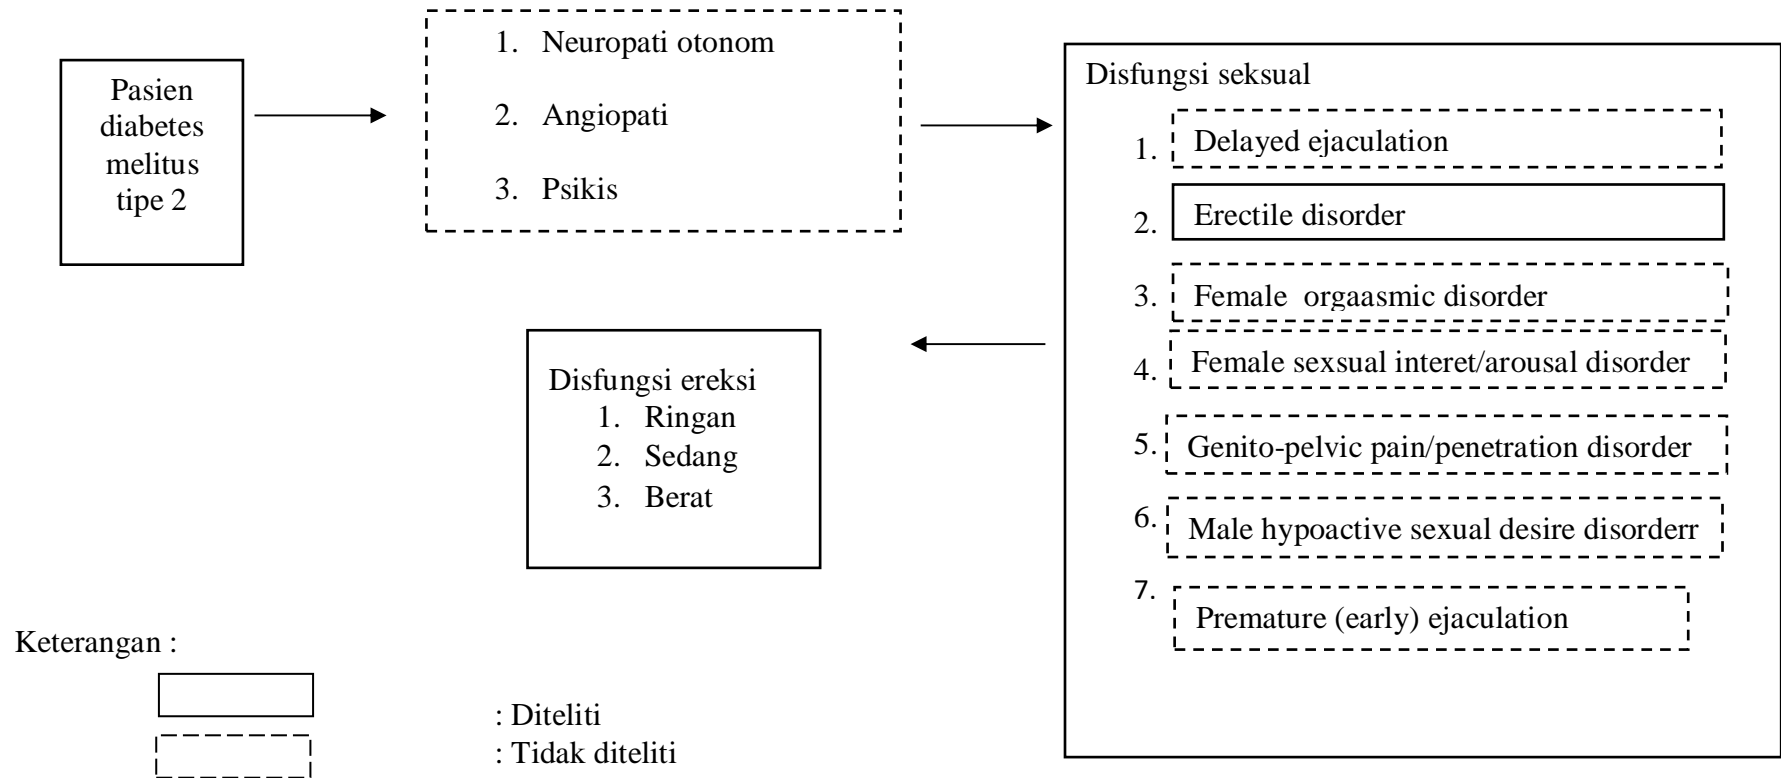 Pasien
diabetes
melitus
tipe 2
1. Neuropati otonom
2. Angiopati
3. Psikis
Disfungsi seksual
1. Delayed ejaculation
2. Erectile disorder
3. Female orgaasmic disorder
4. Female sexsual interet/arousal disorder
5. Genito-pelvic pain/penetration disorder
6. Male hypoactive sexual desire disorderr
7. Premature (early) ejaculation
Disfungsi ereksi
1. Ringan
2. Sedang
3. Berat
Keterangan :
: Diteliti
: Tidak diteliti